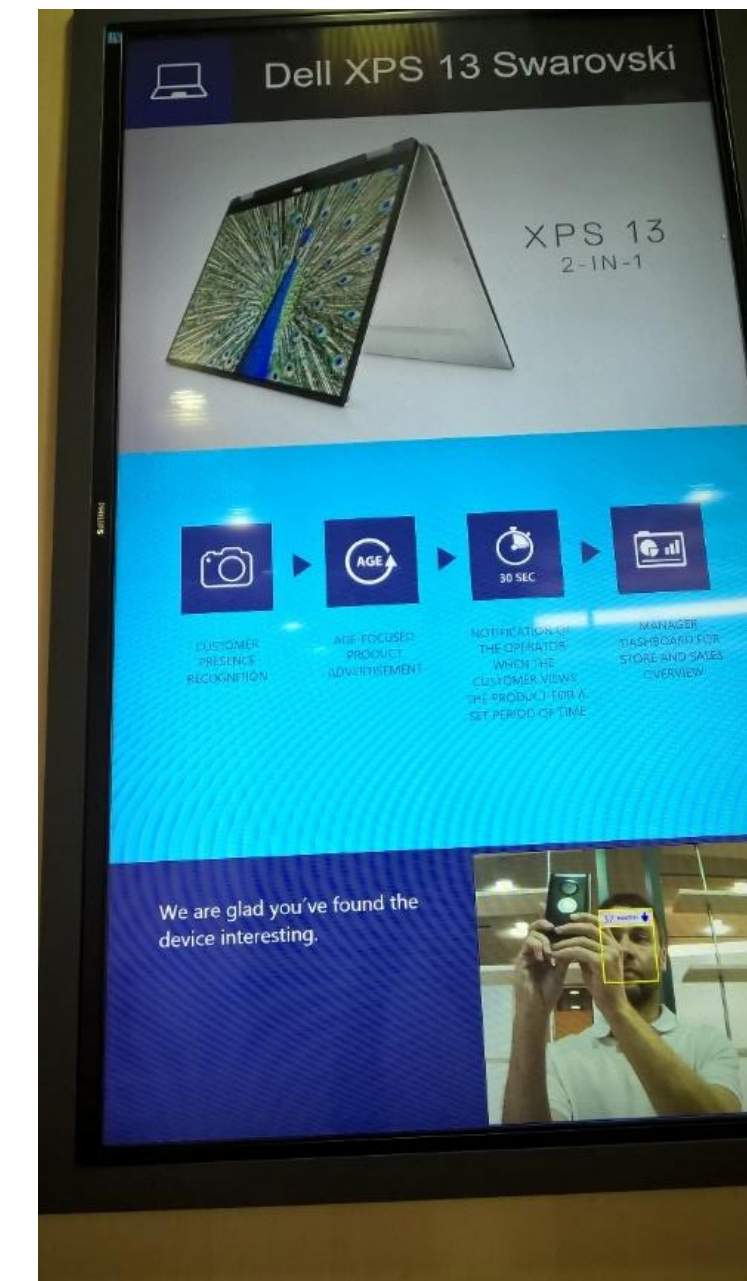 Dell XPS 13 Swarovski
XPS 13
2-IN-1
AGE
30 SEC
CUSTOMER
PRESENCE
RECOGNITION
AGE-FOCUSED
PRODUCT
ADVERTISEMENT
NOTIFICATION OF
THE OPERATOR
WHEN THE
CUSTOMER VIEWS
THE PRODUCT FOR A
SET PERIOD OF TIME
MANAGER
DASHBOARD FOR
STORE AND SALES
OVERVIEW
PHILIPS
We are glad you´ve found the
device interesting.
37